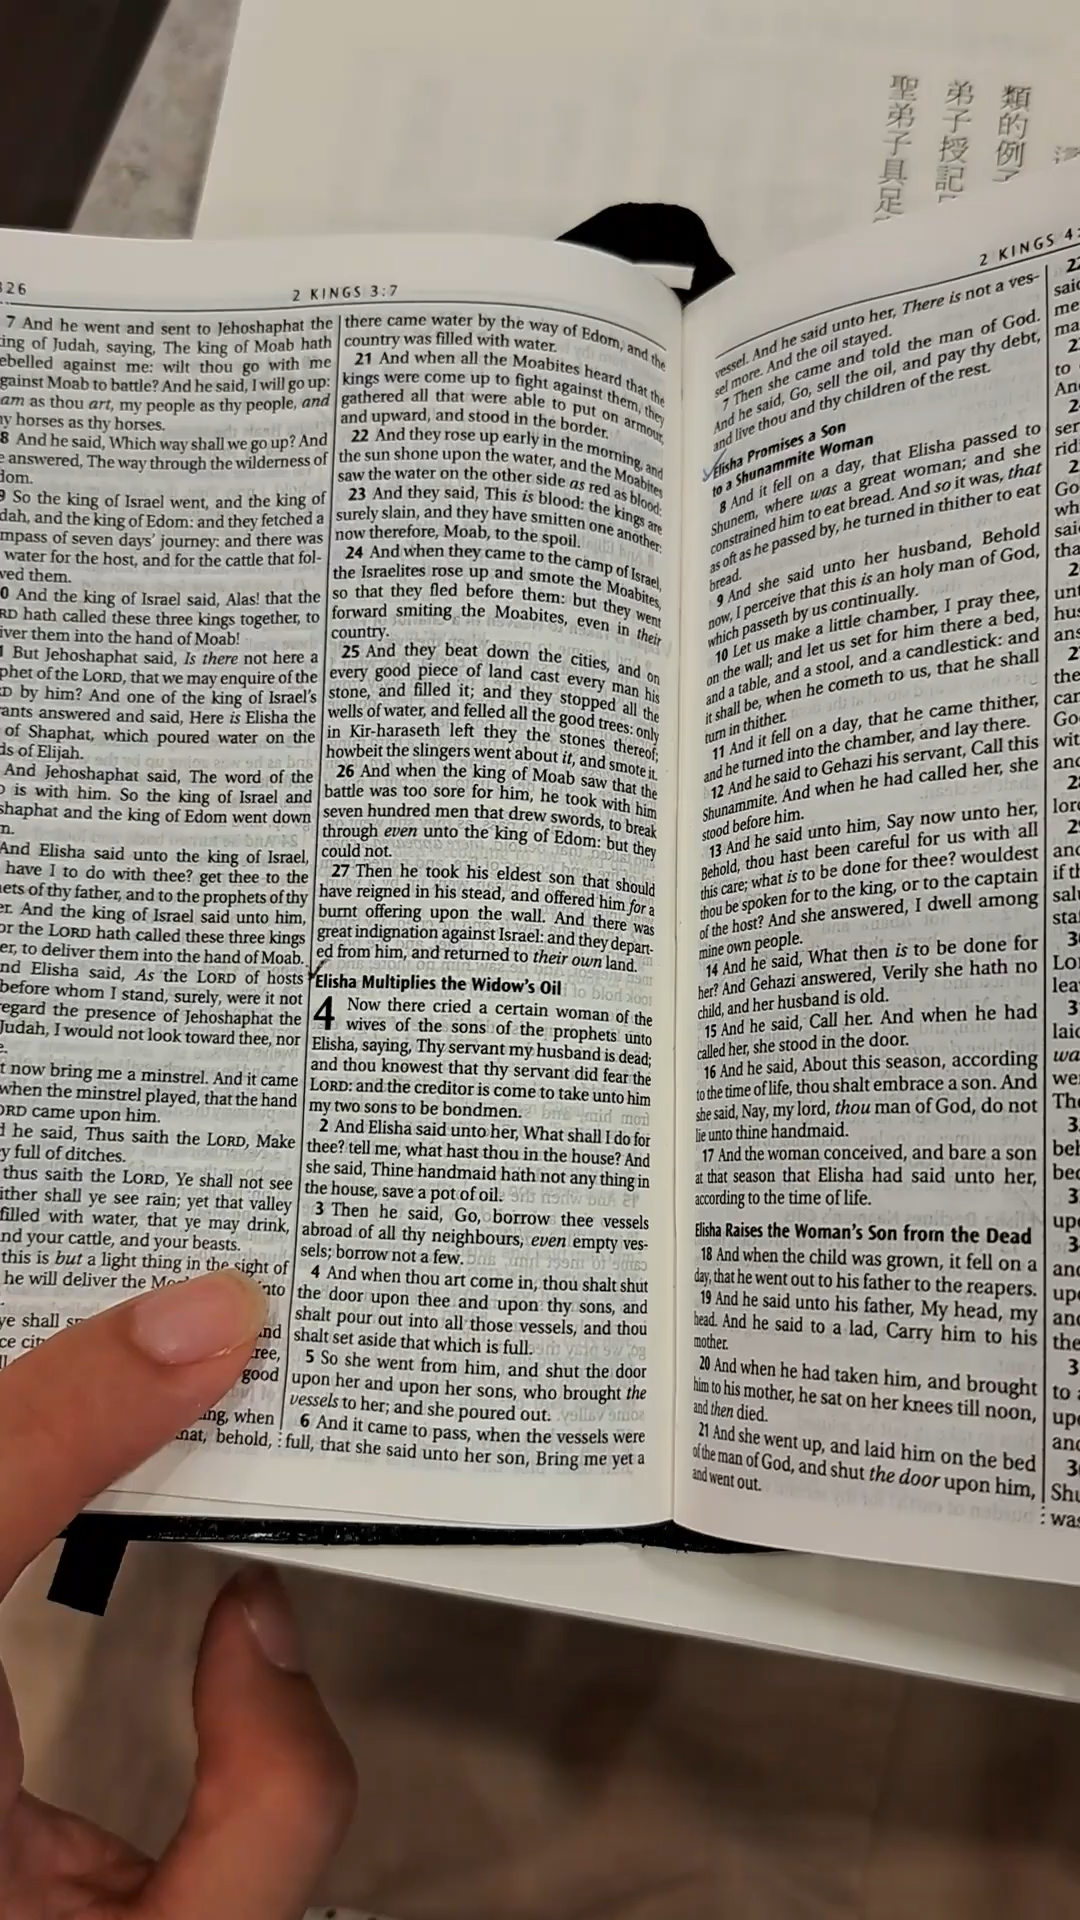 類的例
弟子授記
聖弟子具足
326
2 KINGS 3:7
7 And he went and sent to Jehoshaphat the
ing of Judah, saying, The king of Moab hath
ebelled against me: wilt thou go with me
gainst Moab to battle? And he said, I will go up:
am as thou art, my people as thy people, and
y horses as thy horses.
8 And he said, Which way shall we go up? And
e answered, The way through the wilderness of
dom.
9 So the king of Israel went, and the king of
dah, and the king of Edom: and they fetched a
mpass of seven days' journey: and there was
water for the host, and for the cattle that fol-
ved them.
0 And the king of Israel said, Alas! that the
RD hath called these three kings together, to
iver them into the hand of Moab!
1 But Jehoshaphat said, Is there not here a
phet of the LORD, that we may enquire of the
D by him? And one of the king of Israel's
ants answered and said, Here is Elisha the
of Shaphat, which poured water on the
ds of Elijah.
And Jehoshaphat said, The word of the
D is with him. So the king of Israel and
shaphat and the king of Edom went down
m.
And Elisha said unto the king of Israel,
have I to do with thee? get thee to the
ets of thy father, and to the prophets of thy
er. And the king of Israel said unto him,
or the LORD hath called these three kings
er, to deliver them into the hand of Moab.
nd Elisha said, As the LORD of hosts
before whom I stand, surely, were it not
egard the presence of Jehoshaphat the
Judah, I would not look toward thee, nor
e.
t now bring me a minstrel. And it came
when the minstrel played, that the hand
ORD came upon him.
d he said, Thus saith the LORD, Make
y full of ditches.
thus saith the LORD, Ye shall not see
ither shall ye see rain; yet that valley
filled with water, that ye may drink,
nd your cattle, and your beasts.
this is but a light thing in the sight of
he will deliver the into
ye shall
ce
and
ree,
good
ng, when
hat, behold,
there came water by the way of Edom, and the
country was filled with water.
21 And when all the Moabites heard that the
kings were come up to fight against them, they
gathered all that were able to put on armour,
and upward, and stood in the border.
22 And they rose up early in the morning, and
the sun shone upon the water, and the Moabites
saw the water on the other side as red as blood:
23 And they said, This is blood: the kings are
surely slain, and they have smitten one another:
now therefore, Moab, to the spoil.
24 And when they came to the camp of Israel,
the Israelites rose up and smote the Moabites,
so that they fled before them: but they went
forward smiting the Moabites, even in their
country.
25 And they beat down the cities, and on
every good piece of land cast every man his
stone, and filled it; and they stopped all the
wells of water, and felled all the good trees: only
in Kir-haraseth left they the stones thereof;
howbeit the slingers went about it, and smote it.
26 And when the king of Moab saw that the
battle was too sore for him, he took with him
seven hundred men that drew swords, to break
through even unto the king of Edom: but they
could not.
27 Then he took his eldest son that should
have reigned in his stead, and offered him for a
burnt offering upon the wall. And there was
great indignation against Israel: and they depart-
ed from him, and returned to their own land.
Elisha Multiplies the Widow's Oil
4 Now there cried a certain woman of the
wives of the sons of the prophets unto
Elisha, saying, Thy servant my husband is dead;
and thou knowest that thy servant did fear the
LORD: and the creditor is come to take unto him
my two sons to be bondmen.
2 And Elisha said unto her, What shall I do for
thee? tell me, what hast thou in the house? And
she said, Thine handmaid hath not any thing in
the house, save a pot of oil.
3 Then he said, Go, borrow thee vessels
abroad of all thy neighbours, even empty ves-
sels; borrow not a few.
4 And when thou art come in, thou shalt shut
the door upon thee and upon thy sons, and
shalt pour out into all those vessels, and thou
shalt set aside that which is full.
5 So she went from him, and shut the door
upon her and upon her sons, who brought the
vessels to her; and she poured out.
6 And it came to pass, when the vessels were
full, that she said unto her son, Bring me yet a
2 KINGS 4:
vessel. And he said unto her, There is not a ves-
sel more. And the oil stayed.
7 Then she came and told the man of God.
And he said, Go, sell the oil, and pay thy debt,
and live thou and thy children of the rest.
Elisha Promises a Son
to a Shunammite Woman
8 And it fell on a day, that Elisha passed to
Shunem, where was a great woman; and she
constrained him to eat bread. And so it was, that
as oft as he passed by, he turned in thither to eat
bread.
9 And she said unto her husband, Behold
now, I perceive that this is an holy man of God,
which passeth by us continually.
10 Let us make a little chamber, I pray thee,
on the wall; and let us set for him there a bed,
and a table, and a stool, and a candlestick: and
it shall be, when he cometh to us, that he shall
turn in thither.
11 And it fell on a day, that he came thither,
and he turned into the chamber, and lay there.
12 And he said to Gehazi his servant, Call this
Shunammite. And when he had called her, she
stood before him.
13 And he said unto him, Say now unto her,
Behold, thou hast been careful for us with all
this care; what is to be done for thee? wouldest
thou be spoken for to the king, or to the captain
of the host? And she answered, I dwell among
mine own people.
14 And he said, What then is to be done for
her? And Gehazi answered, Verily she hath no
child, and her husband is old.
15 And he said, Call her. And when he had
called her, she stood in the door.
16 And he said, About this season, according
to the time of life, thou shalt embrace a son. And
she said, Nay, my lord, thou man of God, do not
lie unto thine handmaid.
17 And the woman conceived, and bare a son
at that season that Elisha had said unto her,
according to the time of life.
Elisha Raises the Woman's Son from the Dead
18 And when the child was grown, it fell on a
day, that he went out to his father to the reapers.
19 And he said unto his father, My head, my
head. And he said to a lad, Carry him to his
mother.
20 And when he had taken him, and brought
him to his mother, he sat on her knees till noon,
and then died.
21 And she went up, and laid him on the bed
of the man of God, and shut the door upon him,
and went out.